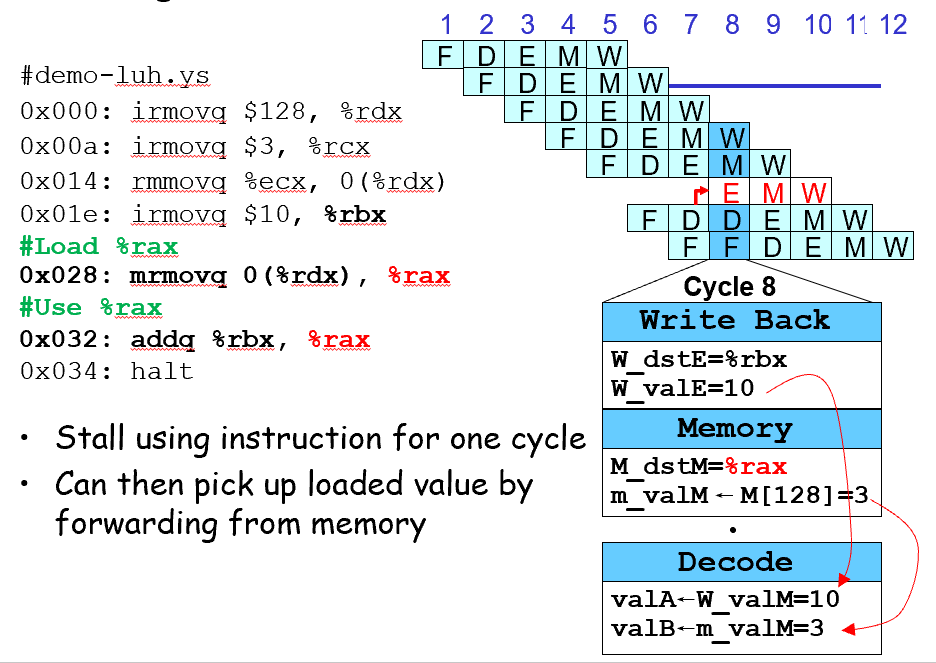 1 2 3 4 5 6 7 8 9 10 11 12
F D E M W
F D E M W
F D E M W
F D E M W
F D E M W
E M W
F D D E M W
F F D E M W
#demo-luh.ys
0x000: irmovq $128, %rdx
0x00a: irmovq $3, %rcx
0x014: rmmovq %ecx, 0(%rdx)
0x01e: irmovq $10, %rbx
#Load %rax
0x028: mrmovq 0(%rdx), %rax
#Use %rax
0x032: addq %rbx, %rax
0x034: halt
• Stall using instruction for one cycle
• Can then pick up loaded value by
forwarding from memory
Cycle 8
Write Back
W_dstE=%rbx
W_valE=10
Memory
M_dstM=%rax
m_valM ← M[128]=3
•
Decode
valA←W_valM=10
valB←m_valM=3